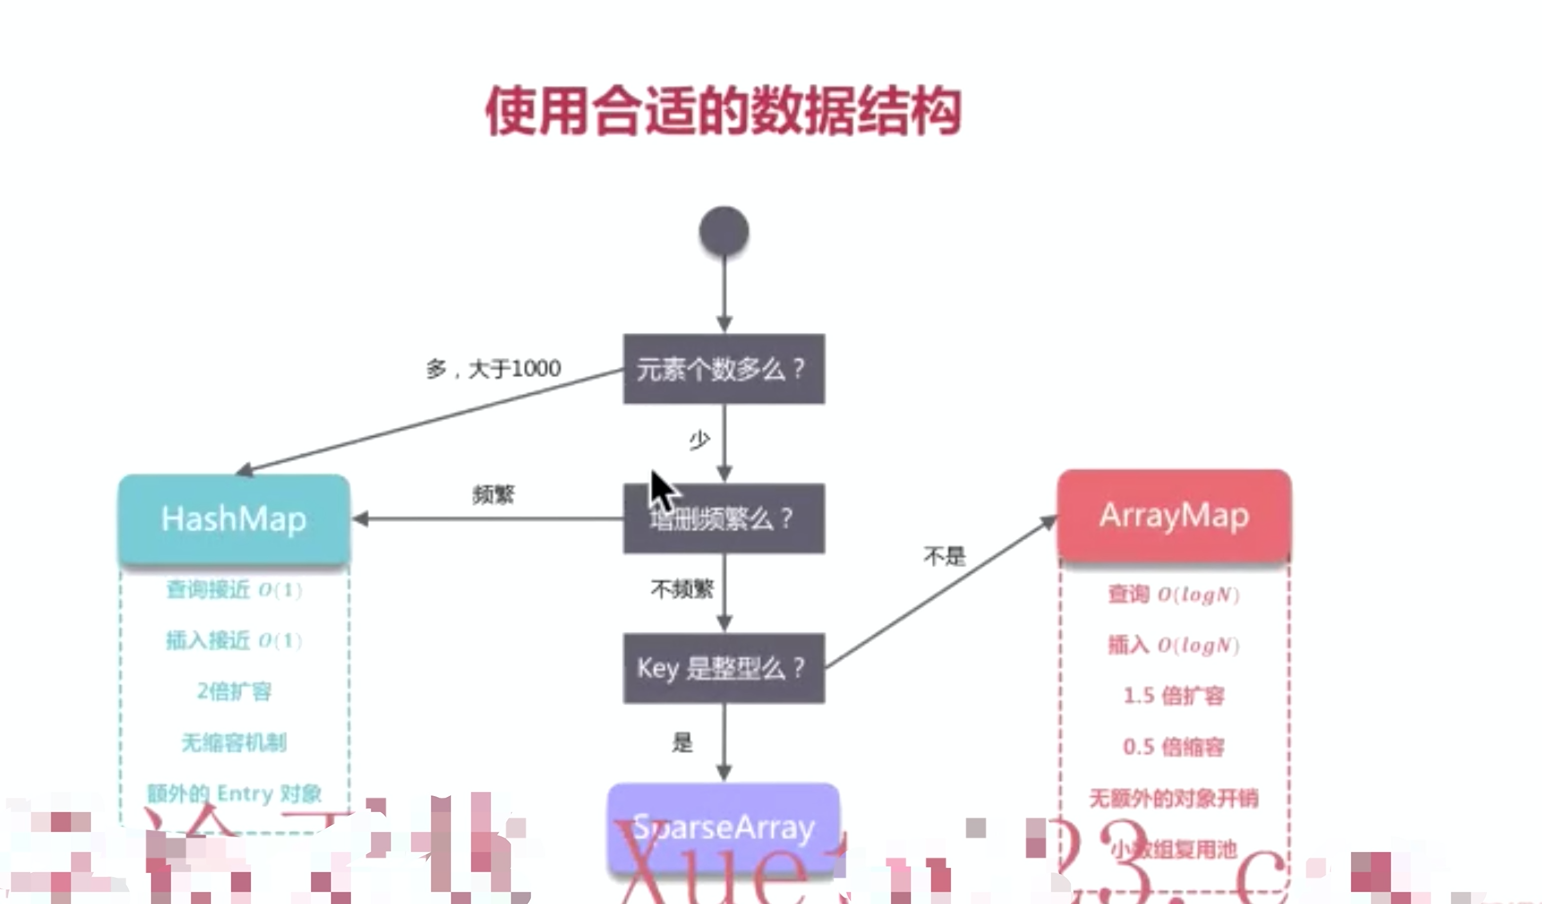 使用合适的数据结构
元素个数多么？
多，大于1000
少
HashMap
频繁
增删频繁么？
ArrayMap
不是
不频繁
Key 是整型么？
查询接近 O(1)
插入接近 O(1)
2倍扩容
无缩容机制
额外的 Entry 对象
是
SparseArray
查询 O(logN)
插入 O(logN)
1.5 倍扩容
0.5 倍缩容
无额外的对象开销
小数组复用池